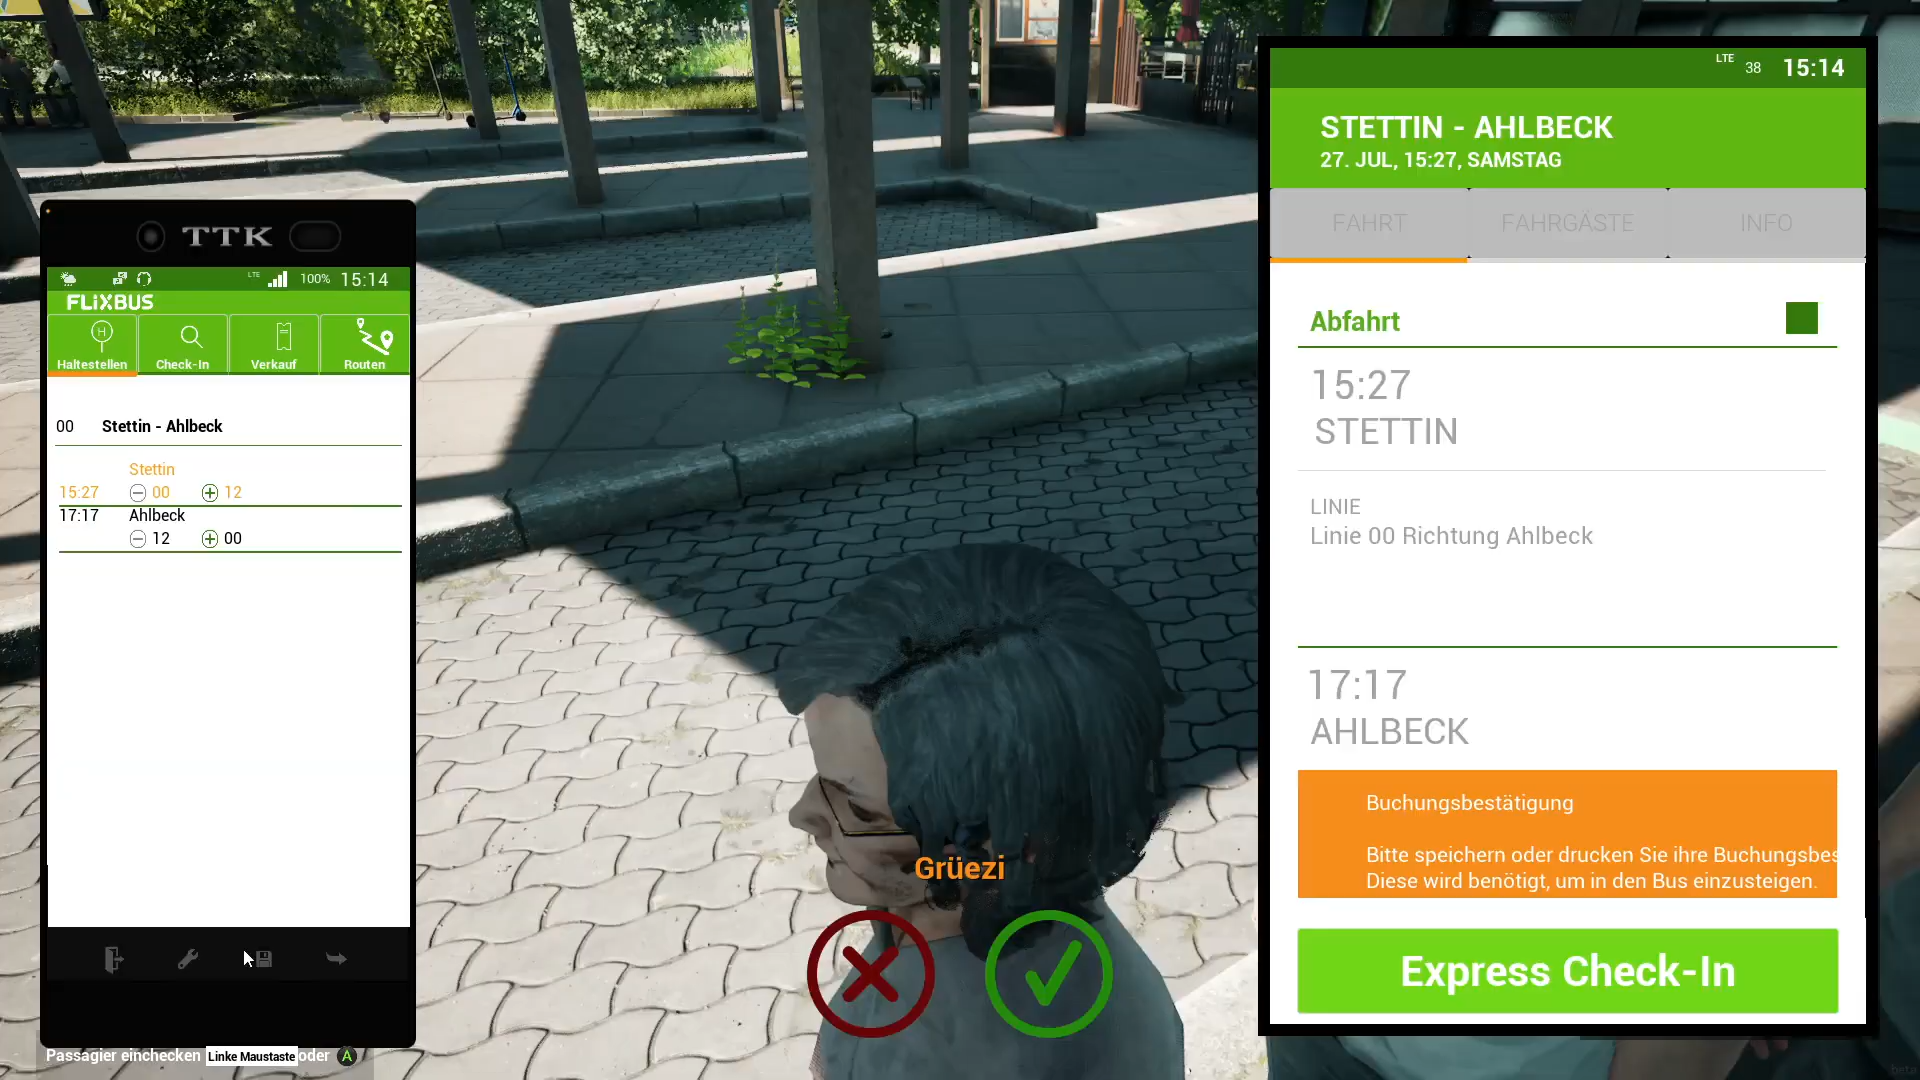 TTK
LTE 100% 15:14
FLiXBUS
Haltestellen
Check-In
Verkauf
Routen
00 Stettin - Ahlbeck
Stettin
15:27 00 12
17:17 Ahlbeck
12 00
Passagier einchecken Linke Maustaste oder A
Grüezi
LTE 38 15:14
STETTIN - AHLBECK
27. JUL, 15:27, SAMSTAG
FAHRT
FAHRGÄSTE
INFO
Abfahrt
15:27
STETTIN
LINIE
Linie 00 Richtung Ahlbeck
17:17
AHLBECK
Buchungsbestätigung
Bitte speichern oder drucken Sie ihre Buchungsbes
Diese wird benötigt, um in den Bus einzusteigen.
Express Check-In
beta